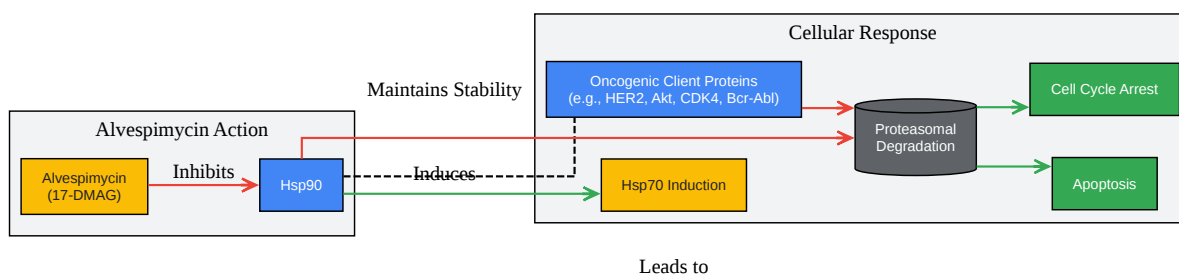 Cellular Response
Oncogenic Client Proteins
(e.g., HER2, Akt, CDK4, Bcr-Abl)
Cell Cycle Arrest
Maintains Stability
Alvespimycin Action
Proteasomal
Degradation
Inhibits
Alvespimycin
(17-DMAG)
Hsp90
Induces
Hsp70 Induction
Apoptosis
Leads to